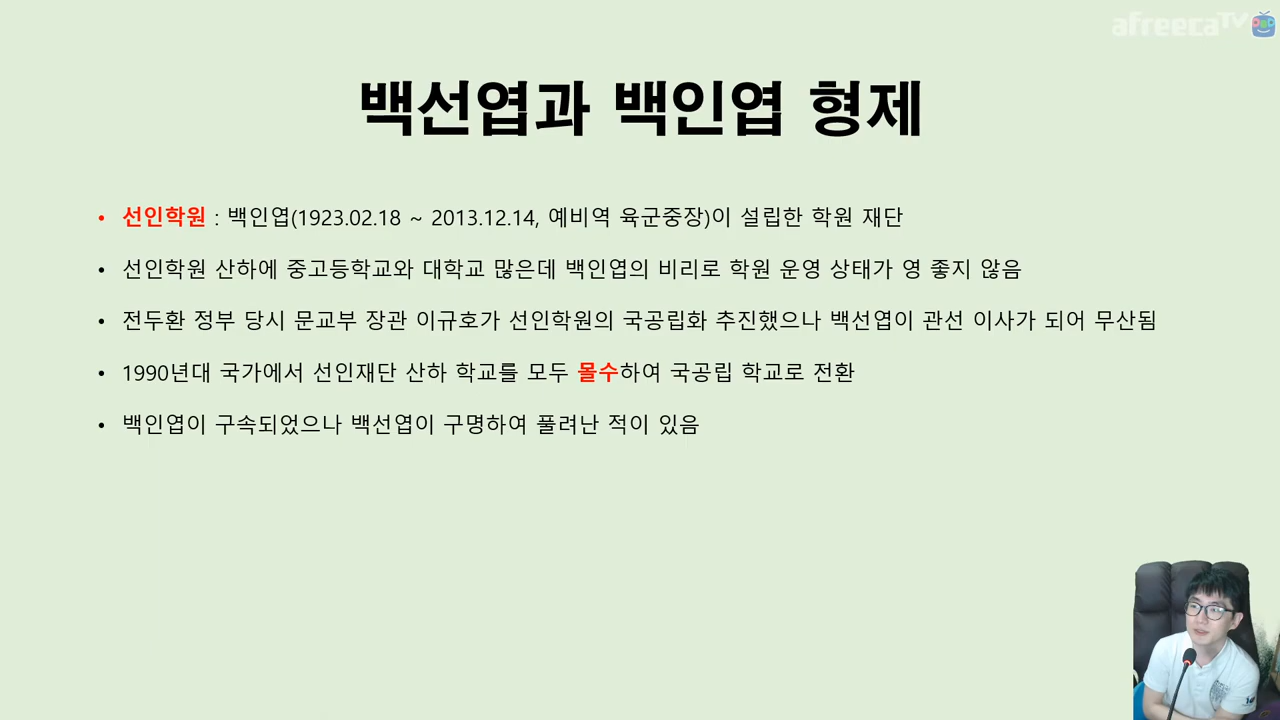 afreecaTV
백선엽과 백인엽 형제
• 선인학원 : 백인엽(1923.02.18 ~ 2013.12.14, 예비역 육군중장)이 설립한 학원 재단
• 선인학원 산하에 중고등학교와 대학교 많은데 백인엽의 비리로 학원 운영 상태가 영 좋지 않음
• 전두환 정부 당시 문교부 장관 이규호가 선인학원의 국공립화 추진했으나 백선엽이 관선 이사가 되어 무산됨
• 1990년대 국가에서 선인재단 산하 학교를 모두 몰수하여 국공립 학교로 전환
• 백인엽이 구속되었으나 백선엽이 구명하여 풀려난 적이 있음